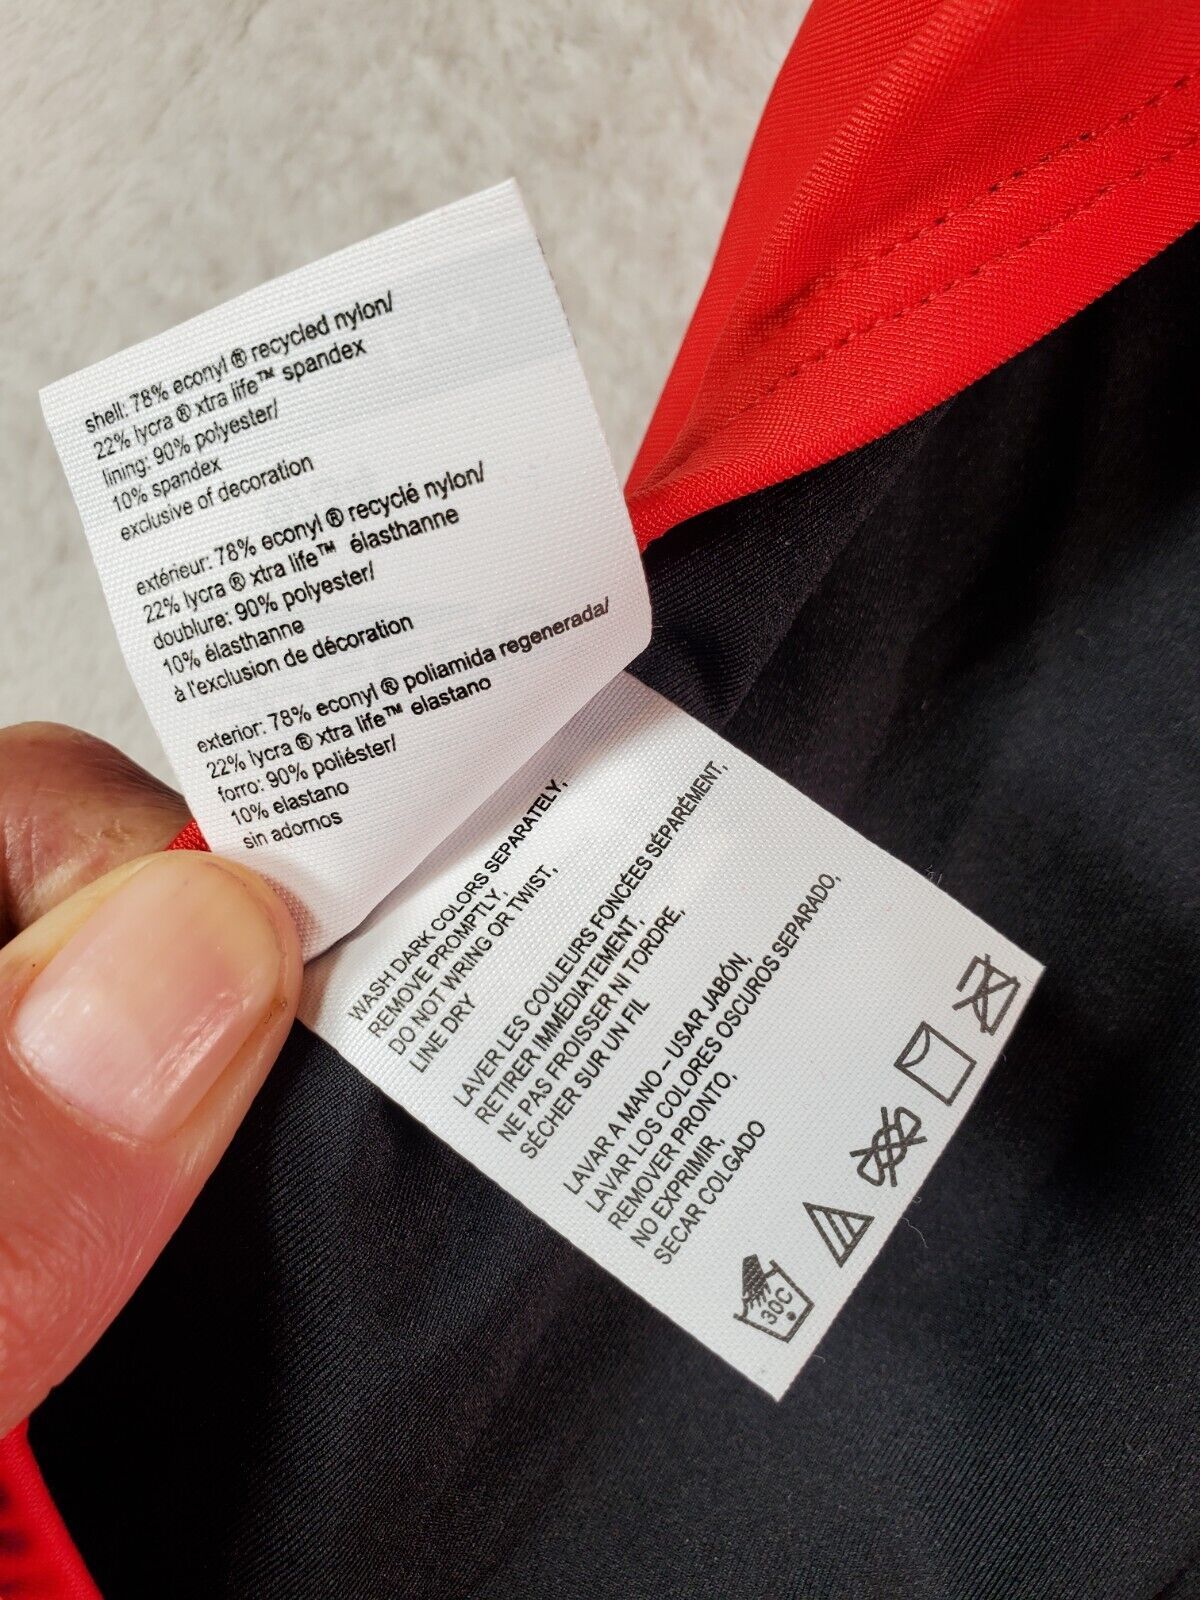 shell: 78% econyl ® recycled nylon/
22% lycra ® xtra life™ spandex
lining: 90% polyester/
10% spandex
exclusive of decoration
extérieur: 78% econyl ® recyclé nylon/
22% lycra ® xtra life™ élasthanne
doublure: 90% polyester/
10% élasthanne
à l'exclusion de décoration
exterior: 78% econyl ® poliamida regenerada/
22% lycra ® xtra life™ elastano
forro: 90% poliéster/
10% elastano
sin adornos
WASH DARK COLORS SEPARATELY,
REMOVE PROMPTLY,
DO NOT WRING OR TWIST,
LINE DRY
LAVER LES COULEURS FONCÉES SÉPARÉMENT,
RETIRER IMMÉDIATEMENT,
NE PAS FROISSER NI TORDRE,
SÉCHER SUR UN FIL
LAVAR A MANO – USAR JABÓN,
LAVAR LOS COLORES OSCUROS SEPARADO,
REMOVER PRONTO,
NO EXPRIMIR,
SECAR COLGADO
30C